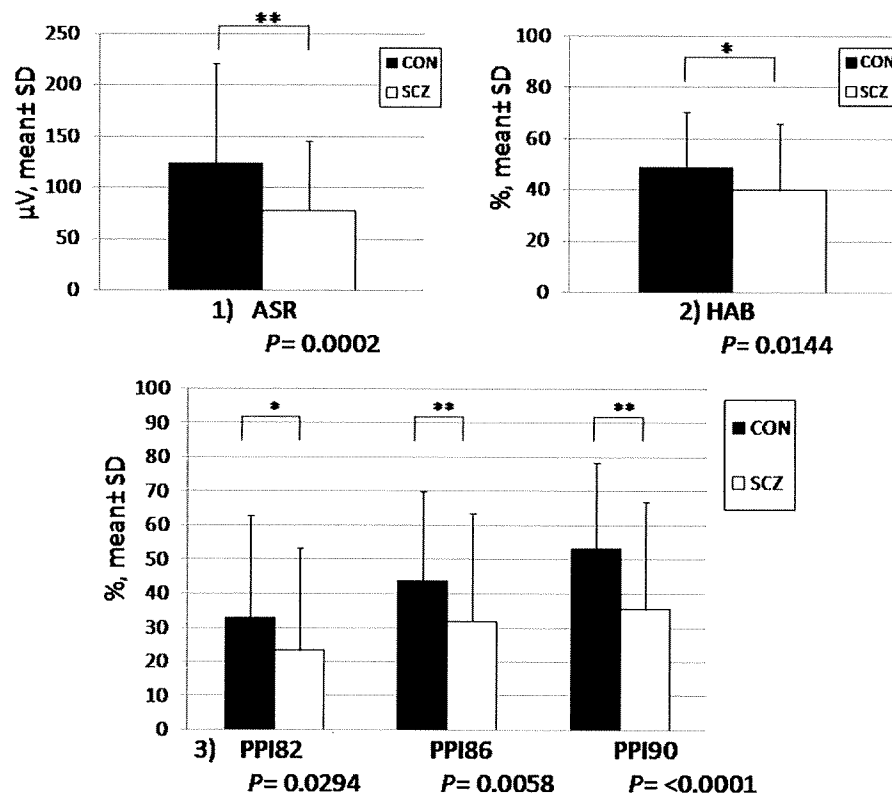 250
200
150
100
50
0
µV, mean± SD
**
CON
SCZ
1) ASR
P= 0.0002
100
80
60
40
20
0
%, mean± SD
*
CON
SCZ
2) HAB
P= 0.0144
100
90
80
70
60
50
40
30
20
10
0
%, mean± SD
* ** **
CON
SCZ
3) PPI82 PPI86 PPI90
P= 0.0294 P= 0.0058 P= <0.0001